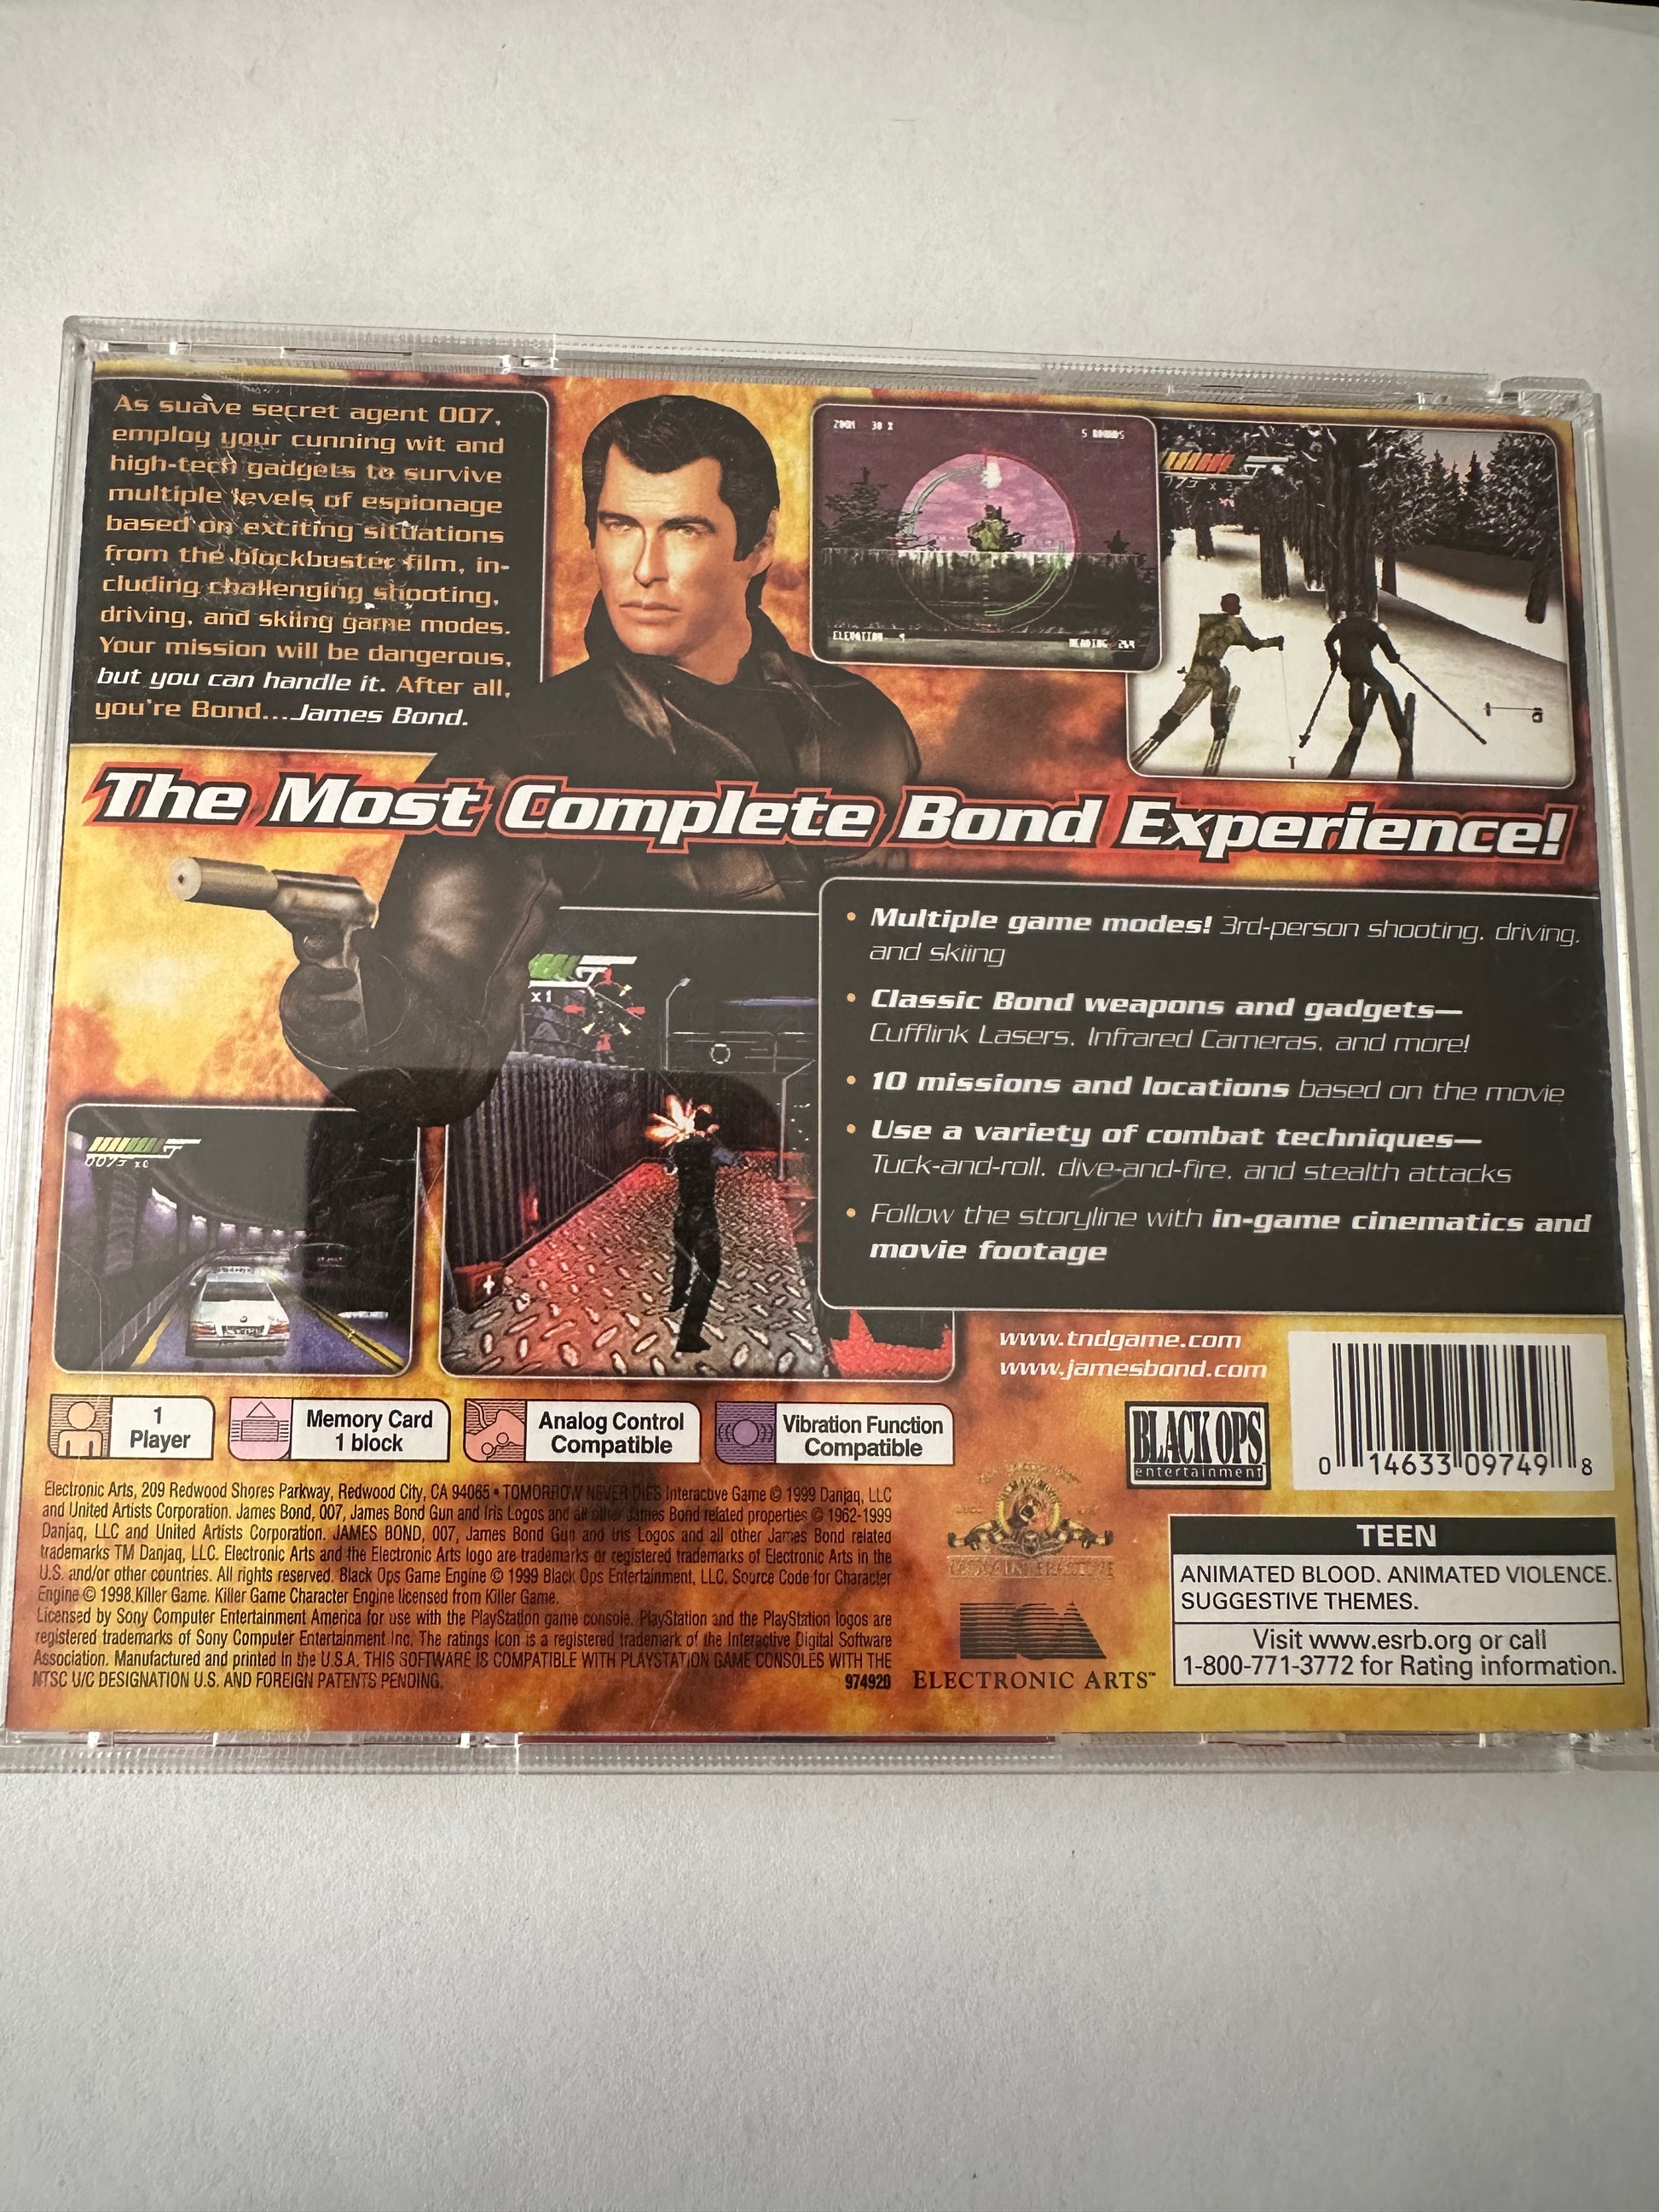 As suave secret agent 007,
employ your cunning wit and
high-tech gadgets to survive
multiple levels of espionage
based on exciting situations
from the blockbuster film, in-
cluding challenging shooting,
driving, and skiing game modes.
Your mission will be dangerous,
but you can handle it. After all,
you're Bond...James Bond.
ZOOM 30 X
5 ROUNDS
ELEVATION
The Most Complete Bond Experience!
• Multiple game modes! 3rd-person shooting, driving,
and skiing
• Classic Bond weapons and gadgets—
Cufflink Lasers, Infrared Cameras, and more!
• 10 missions and locations based on the movie
• Use a variety of combat techniques—
Tuck-and-roll, dive-and-fire, and stealth attacks
• Follow the storyline with in-game cinematics and
movie footage
x1
x0
www.tndgame.com
www.jamesbond.com
1
Player
Memory Card
1 block
Analog Control
Compatible
Vibration Function
Compatible
BLACK OPS
entertainment
0 14633 09749 8
Electronic Arts, 209 Redwood Shores Parkway, Redwood City, CA 94065 • TOMORROW NEVER DIES Interactive Game © 1999 Danjaq, LLC
and United Artists Corporation. James Bond, 007, James Bond Gun and Iris Logos and all other James Bond related properties © 1962-1999
Danjaq, LLC and United Artists Corporation. JAMES BOND, 007, James Bond Gun and Iris Logos and all other James Bond related
trademarks TM Danjaq, LLC. Electronic Arts and the Electronic Arts logo are trademarks or registered trademarks of Electronic Arts in the
U.S. and/or other countries. All rights reserved. Black Ops Game Engine © 1999 Black Ops Entertainment, LLC. Source Code for Character
Engine © 1998 Killer Game. Killer Game Character Engine licensed from Killer Game.
Licensed by Sony Computer Entertainment America for use with the PlayStation game console. PlayStation and the PlayStation logos are
registered trademarks of Sony Computer Entertainment Inc. The ratings icon is a registered trademark of the Interactive Digital Software
Association. Manufactured and printed in the U.S.A. THIS SOFTWARE IS COMPATIBLE WITH PLAYSTATION GAME CONSOLES WITH THE
NTSC U/C DESIGNATION U.S. AND FOREIGN PATENTS PENDING.
974920
MGM INTERACTIVE
EA
ELECTRONIC ARTS™
TEEN
ANIMATED BLOOD. ANIMATED VIOLENCE.
SUGGESTIVE THEMES.
Visit www.esrb.org or call
1-800-771-3772 for Rating information.